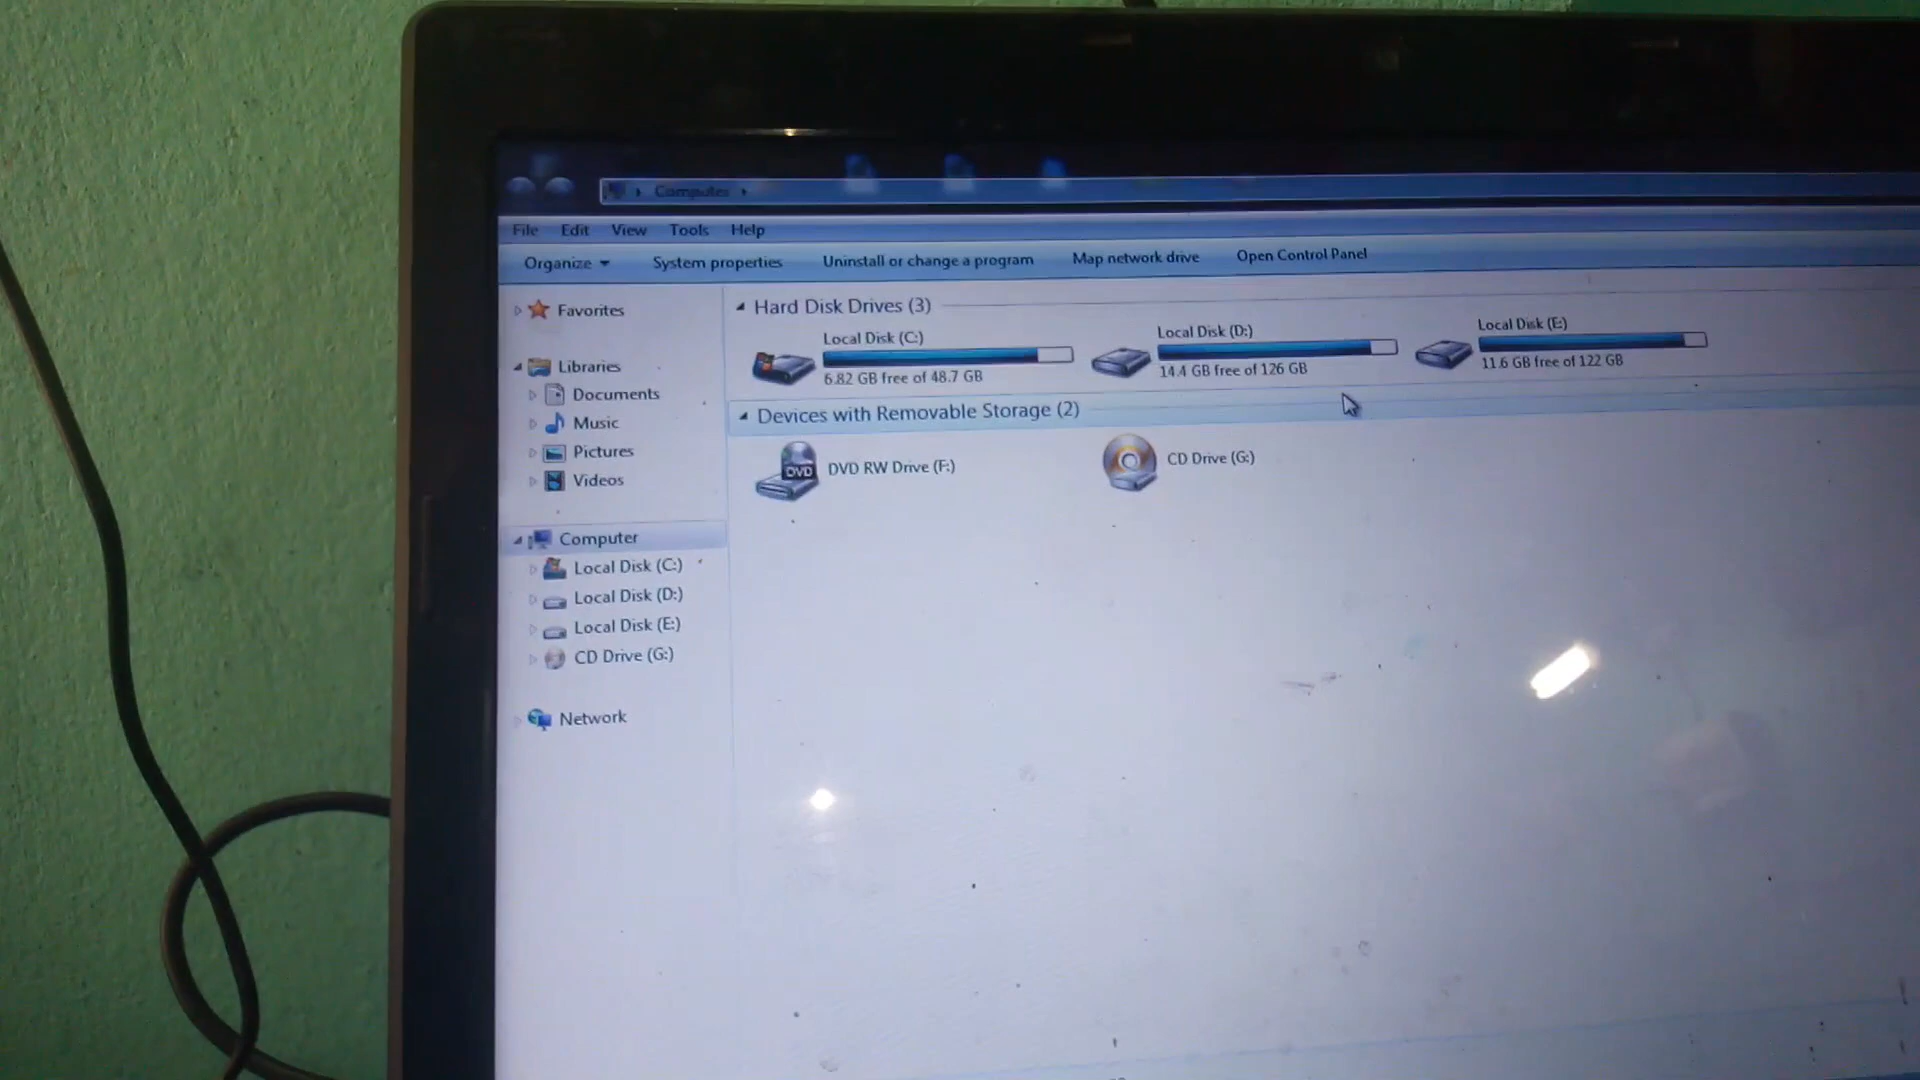 Computer
File Edit View Tools Help
Organize System properties Uninstall or change a program Map network drive Open Control Panel
Favorites
Libraries
Documents
Music
Pictures
Videos
Computer
Local Disk (C:)
Local Disk (D:)
Local Disk (E:)
CD Drive (G:)
Network
Hard Disk Drives (3)
Local Disk (C:)
6.82 GB free of 48.7 GB
Local Disk (D:)
14.4 GB free of 126 GB
Local Disk (E:)
11.6 GB free of 122 GB
Devices with Removable Storage (2)
DVD
DVD RW Drive (F:)
CD Drive (G:)